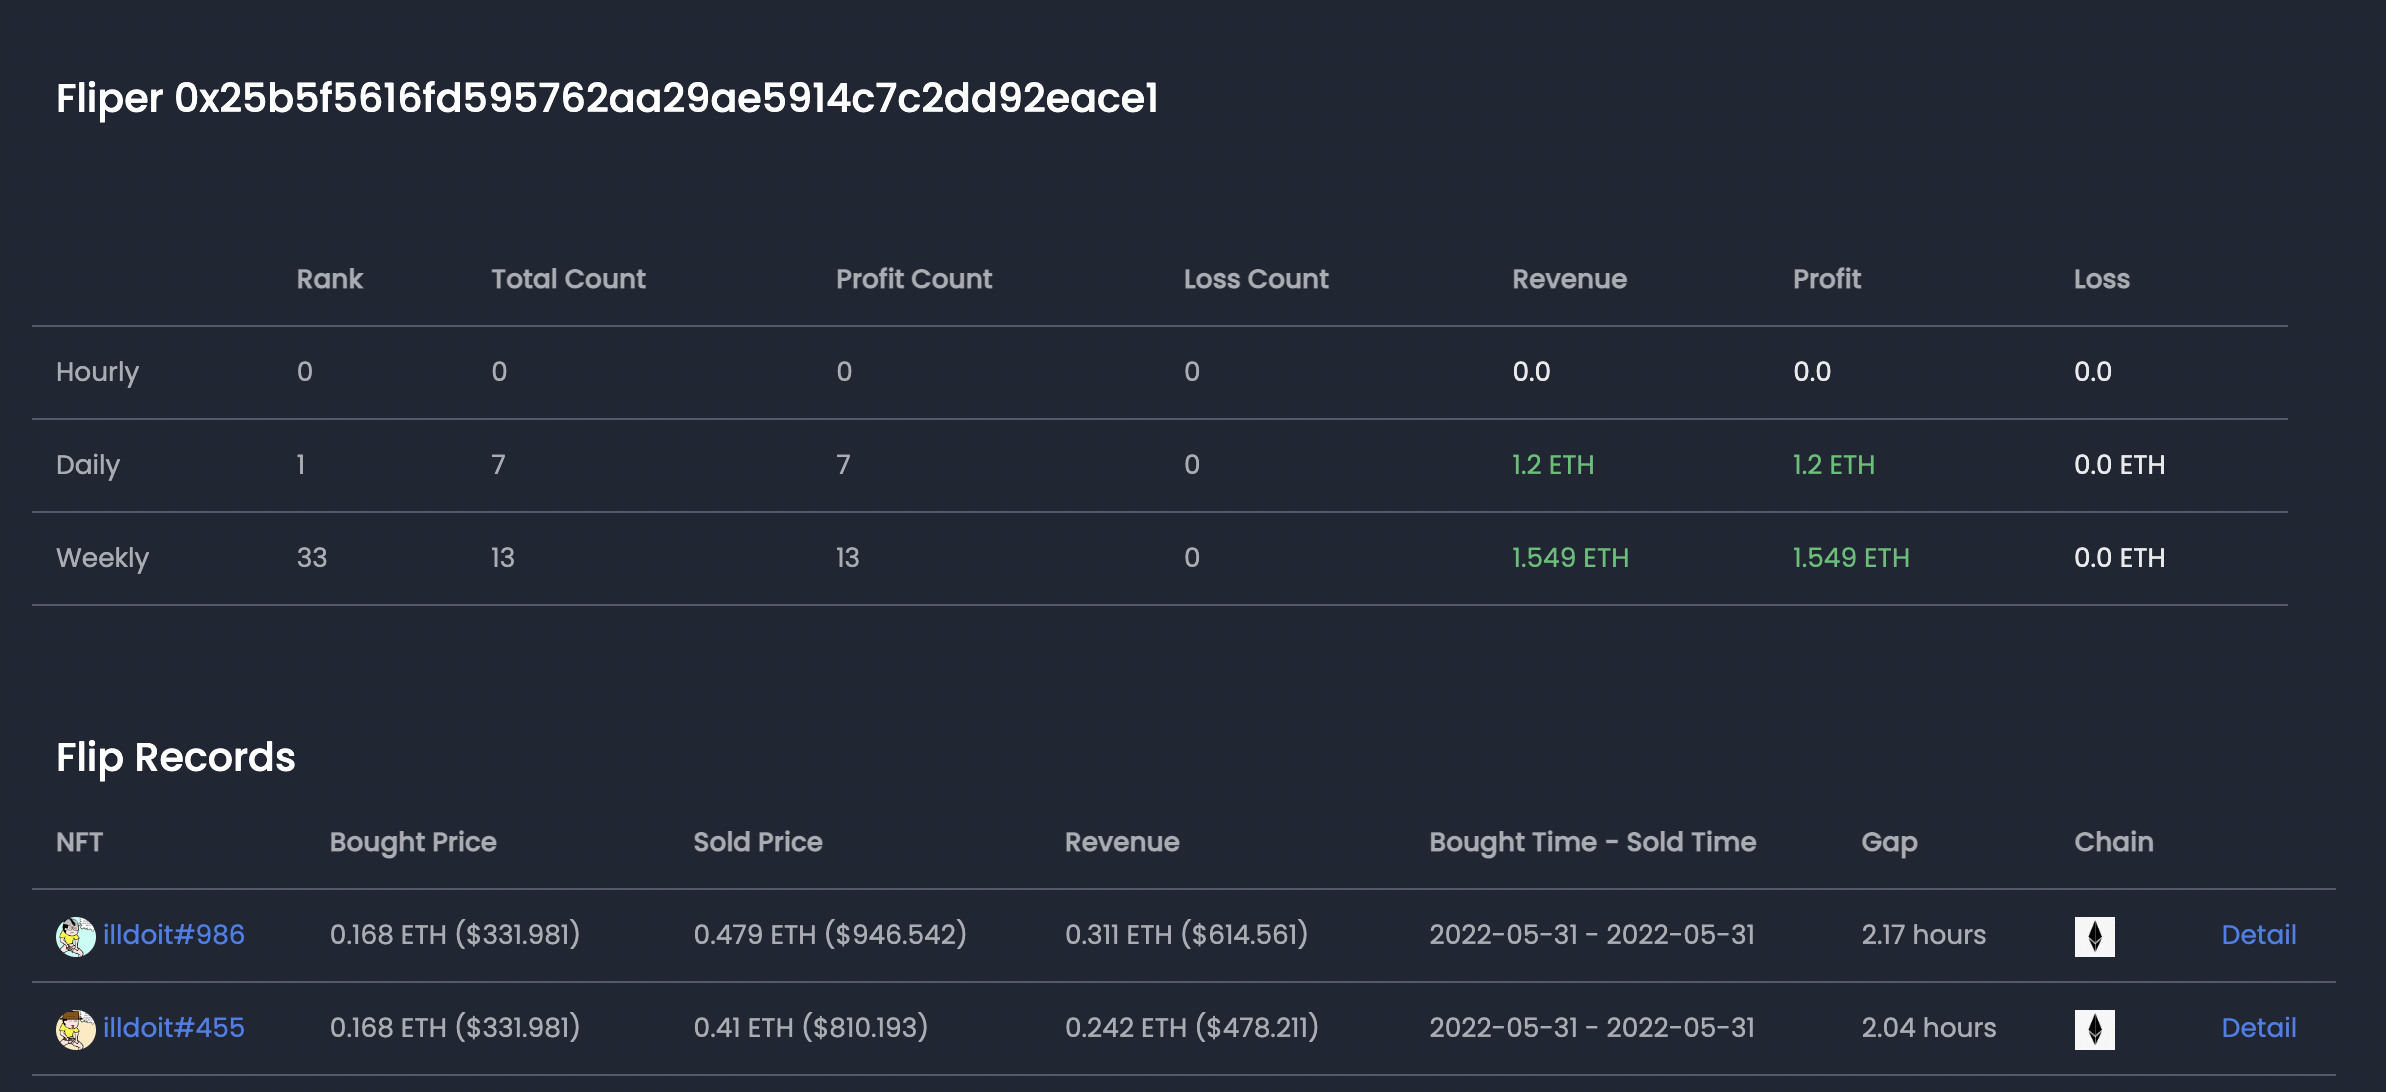 Fliper 0x25b5f5616fd595762aa29ae5914c7c2dd92eace1
Rank Total Count Profit Count Loss Count Revenue Profit Loss
Hourly 0 0 0 0 0.0 0.0 0.0
Daily 1 7 7 0 1.2 ETH 1.2 ETH 0.0 ETH
Weekly 33 13 13 0 1.549 ETH 1.549 ETH 0.0 ETH
Flip Records
NFT Bought Price Sold Price Revenue Bought Time - Sold Time Gap Chain
illdoit#986 0.168 ETH ($331.981) 0.479 ETH ($946.542) 0.311 ETH ($614.561) 2022-05-31 - 2022-05-31 2.17 hours Detail
illdoit#455 0.168 ETH ($331.981) 0.41 ETH ($810.193) 0.242 ETH ($478.211) 2022-05-31 - 2022-05-31 2.04 hours Detail